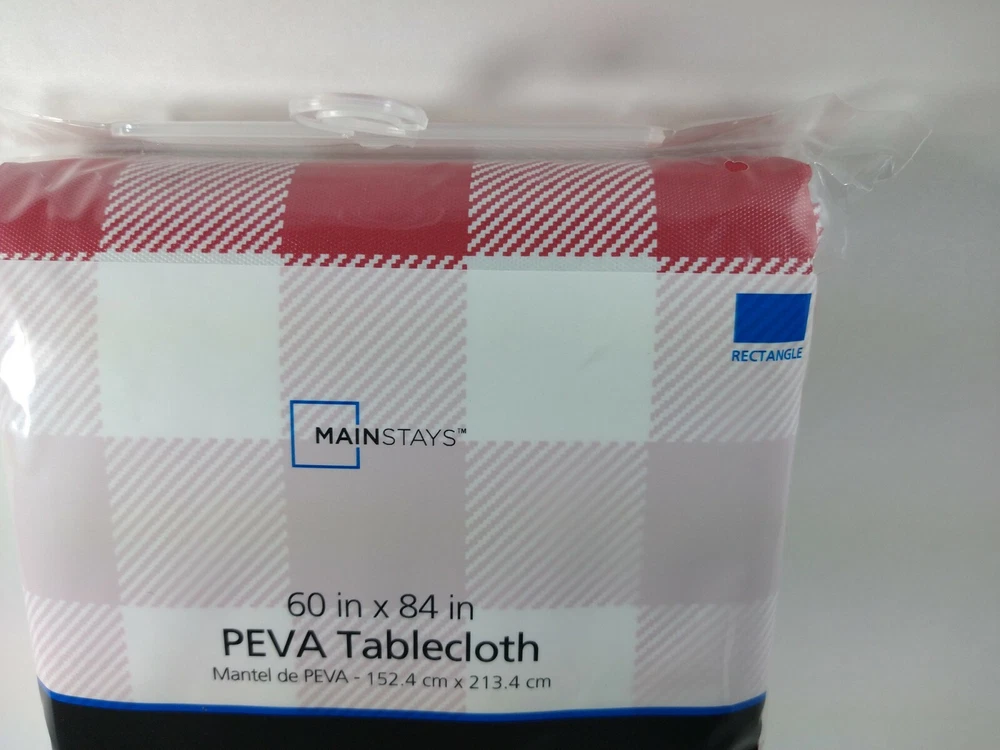 RECTANGLE
MAINSTAYS™
60 in x 84 in
PEVA Tablecloth
Mantel de PEVA - 152.4 cm x 213.4 cm